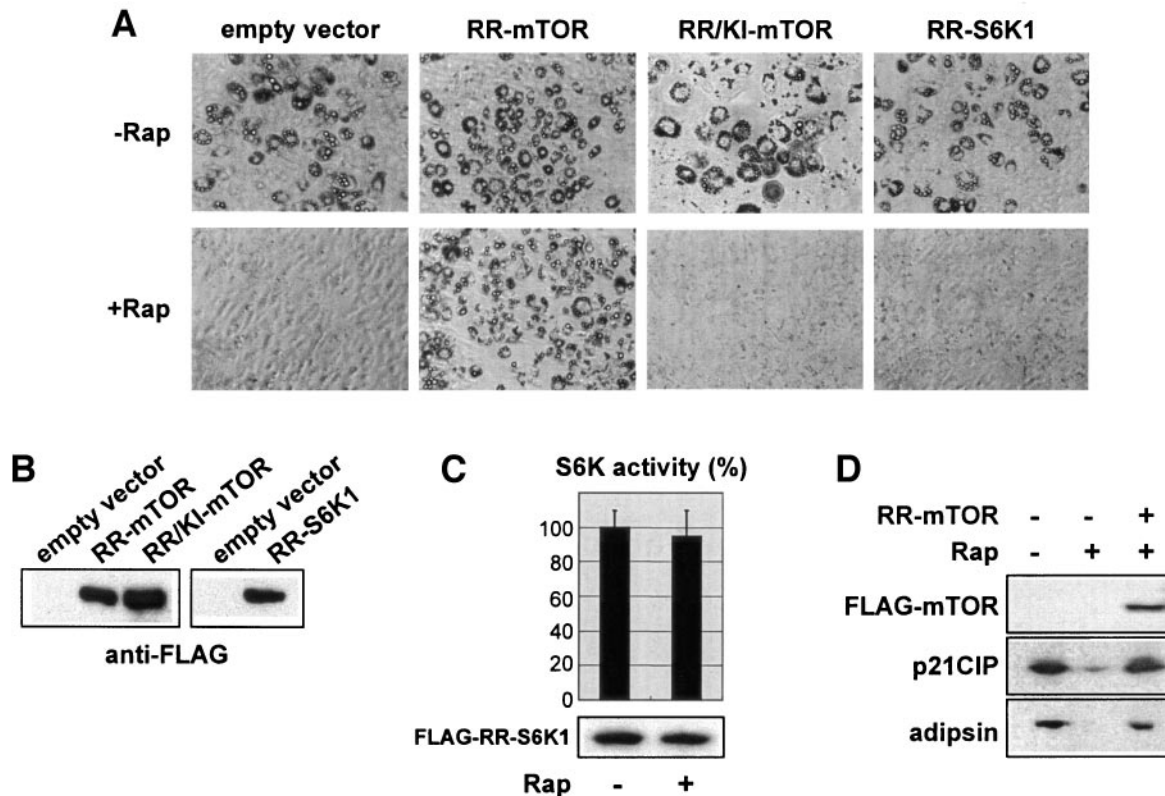 A
empty vector RR-mTOR RR/KI-mTOR RR-S6K1
-Rap
+Rap
B
empty vector
RR-mTOR
RR/KI-mTOR
empty vector
RR-S6K1
anti-FLAG
C
S6K activity (%)
100
80
60
40
20
0
FLAG-RR-S6K1
Rap - +
D
RR-mTOR - - +
Rap - + +
FLAG-mTOR
p21CIP
adipsin